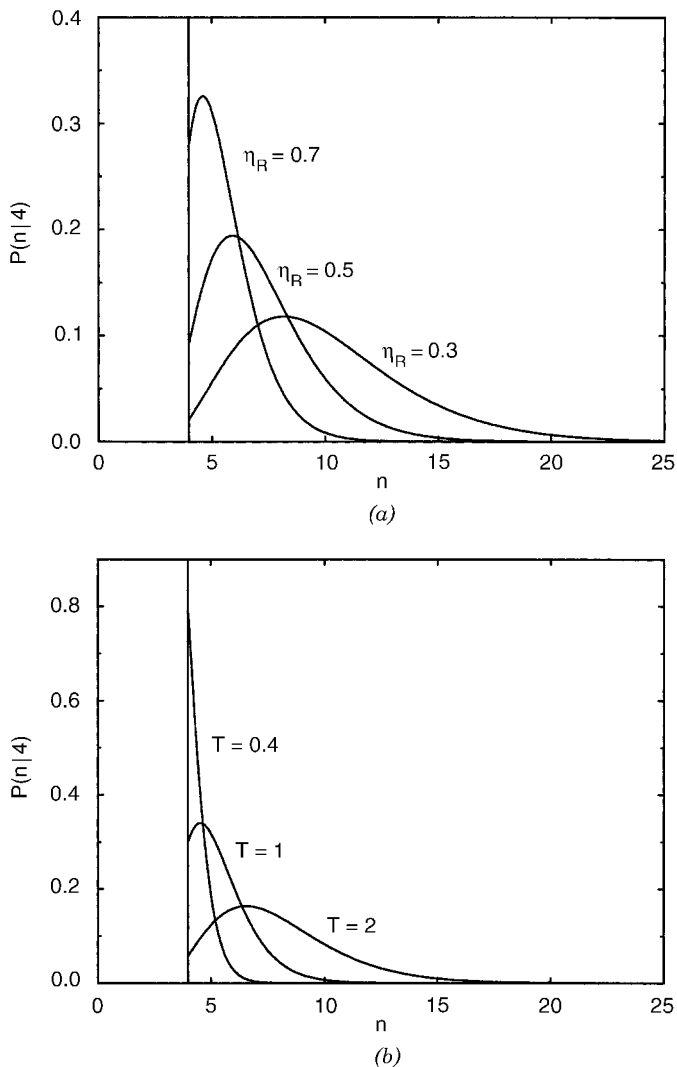 0.4
0.3
0.2
0.1
0.0
P(n|4)
η_R = 0.7
η_R = 0.5
η_R = 0.3
0 5 10 15 20 25
n
(a)
0.8
0.6
0.4
0.2
0.0
P(n|4)
T = 0.4
T = 1
T = 2
0 5 10 15 20 25
n
(b)